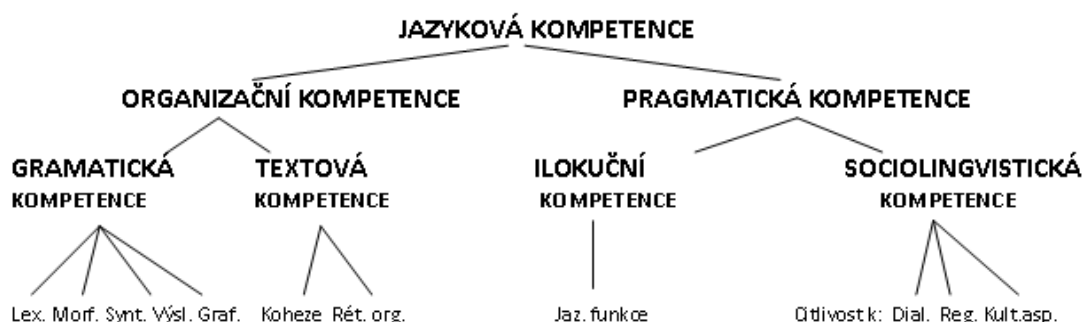 JAZYKOVÁ KOMPETENCE
ORGANIZAČNÍ KOMPETENCE PRAGMATICKÁ KOMPETENCE
GRAMATICKÁ TEXTOVÁ ILOKUČNÍ SOCIOLINGVISTICKÁ
KOMPETENCE KOMPETENCE KOMPETENCE KOMPETENCE
Lex. Morf. Synt. Výsl. Graf. Koheze Rét. org. Jaz. funkce Citlivost k: Dial. Reg. Kult.asp.